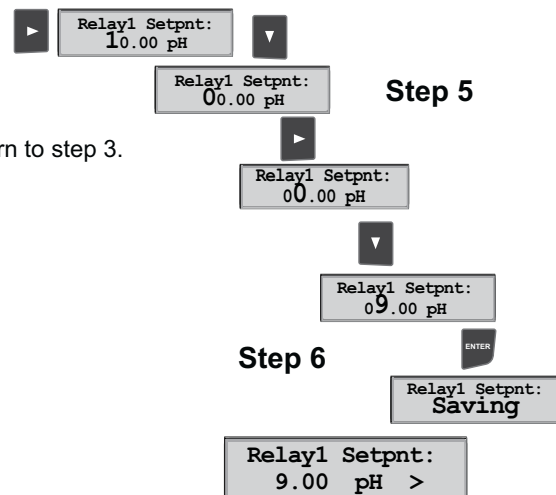 Relay1 Setpnt:
10.00 pH
Relay1 Setpnt:
00.00 pH
Step 5
rn to step 3.
Relay1 Setpnt:
00.00 pH
Relay1 Setpnt:
09.00 pH
Step 6
ENTER
Relay1 Setpnt:
Saving
Relay1 Setpnt:
9.00 pH >